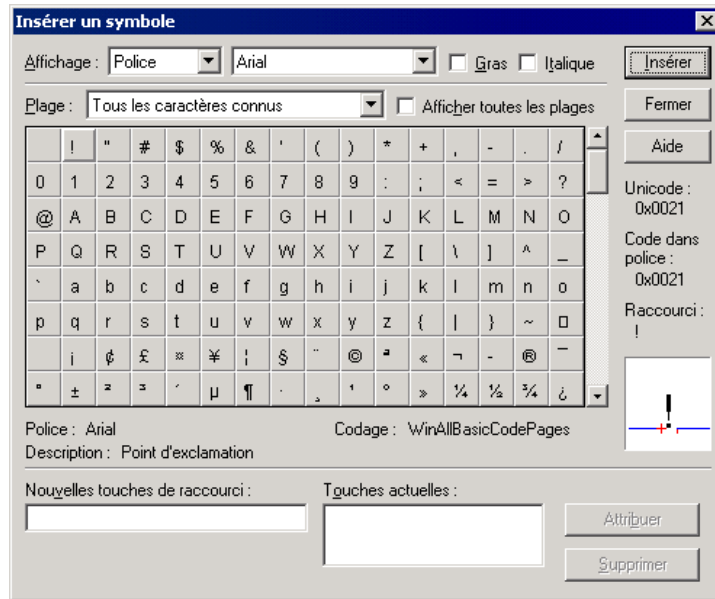 Insérer un symbole
Affichage : Police Arial Gras Italique Insérer
Plage : Tous les caractères connus Afficher toutes les plages Fermer
Aide
! " # $ % & ' ( ) * + , - . /
0 1 2 3 4 5 6 7 8 9 : ; < = > ?
@ A B C D E F G H I J K L M N O
P Q R S T U V W X Y Z [ \ ] ^ _
` a b c d e f g h i j k l m n o
p q r s t u v w x y z { | } ~ □
¡ ¢ £ ¤ ¥ ¦ § ¨ © ª « ¬ - ® ¯
° ± ² ³ ´ µ ¶ · ¸ ¹ º » ¼ ½ ¾ ¿
Unicode :
0x0021
Code dans
police :
0x0021
Raccourci :
!
!
Police : Arial Codage : WinAllBasicCodePages
Description : Point d'exclamation
Nouvelles touches de raccourci : Touches actuelles :
Attribuer
Supprimer